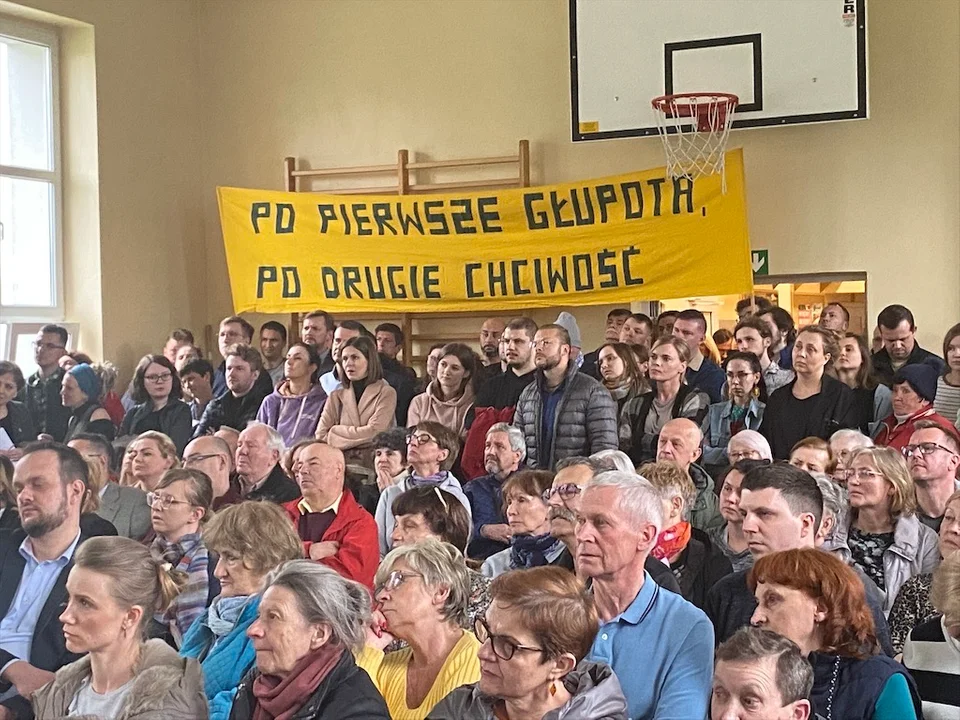 PO PIERWSZE GŁUPOTA,
PO DRUGIE CHCIWOŚĆ